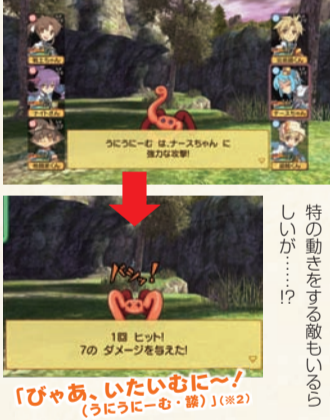 うにうにーむ は、ナースちゃん に
強力な攻撃!
バシッ!
1回 ヒット!
7の ダメージを与えた!
特の動きをする敵もいるら
しいが……!?
「びゃあ、いたいむに〜!
(うにうにーむ・談)」(※2)